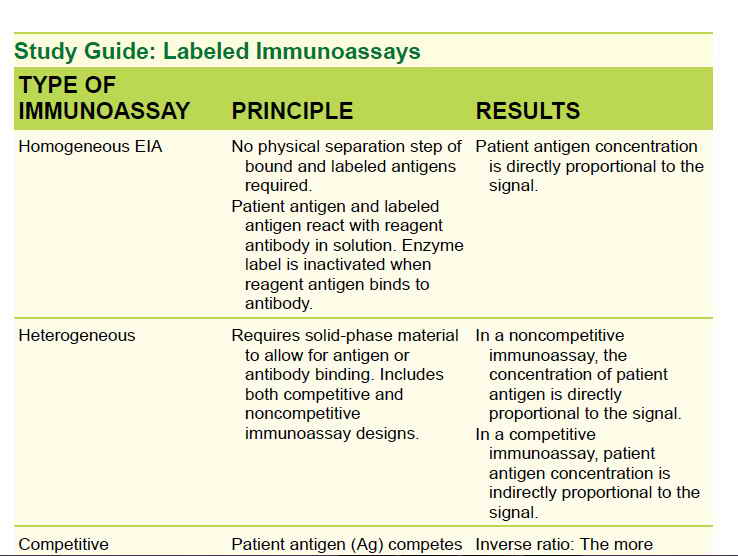 Study Guide: Labeled Immunoassays
TYPE OF
IMMUNOASSAY PRINCIPLE RESULTS
Homogeneous EIA
No physical separation step of
bound and labeled antigens
required.
Patient antigen and labeled
antigen react with reagent
antibody in solution. Enzyme
label is inactivated when
reagent antigen binds to
antibody.
Patient antigen concentration
is directly proportional to the
signal.
Heterogeneous
Requires solid-phase material
to allow for antigen or
antibody binding. Includes
both competitive and
noncompetitive
immunoassay designs.
In a noncompetitive
immunoassay, the
concentration of patient
antigen is directly
proportional to the signal.
In a competitive
immunoassay, patient
antigen concentration is
indirectly proportional to the
signal.
Competitive
Patient antigen (Ag) competes
Inverse ratio: The more